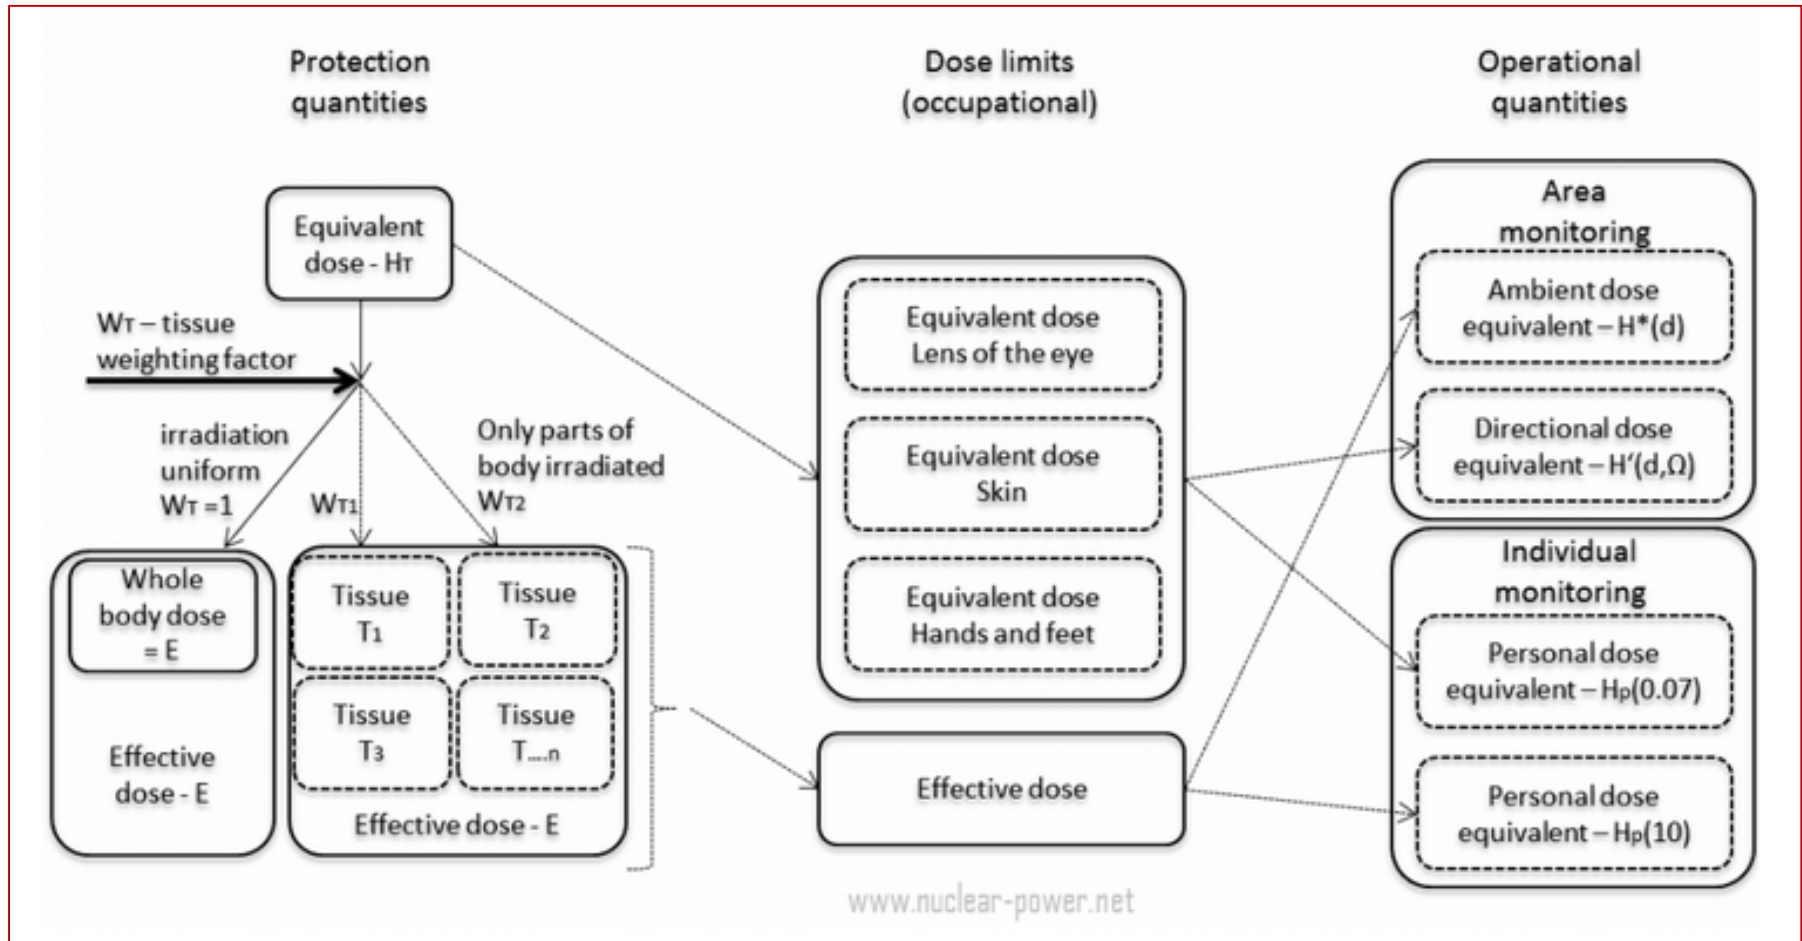 Protection
quantities
Dose limits
(occupational)
Operational
quantities
Equivalent
dose - HT
WT – tissue
weighting factor
irradiation
uniform
WT =1
WT1
Only parts of
body irradiated
WT2
Whole
body dose
= E
Effective
dose - E
Tissue
T1
Tissue
T2
Tissue
T3
Tissue
T....n
Effective dose - E
Equivalent dose
Lens of the eye
Equivalent dose
Skin
Equivalent dose
Hands and feet
Effective dose
Area
monitoring
Ambient dose
equivalent – H*(d)
Directional dose
equivalent – H‘(d,Ω)
Individual
monitoring
Personal dose
equivalent – Hp(0.07)
Personal dose
equivalent – Hp(10)
www.nuclear-power.net